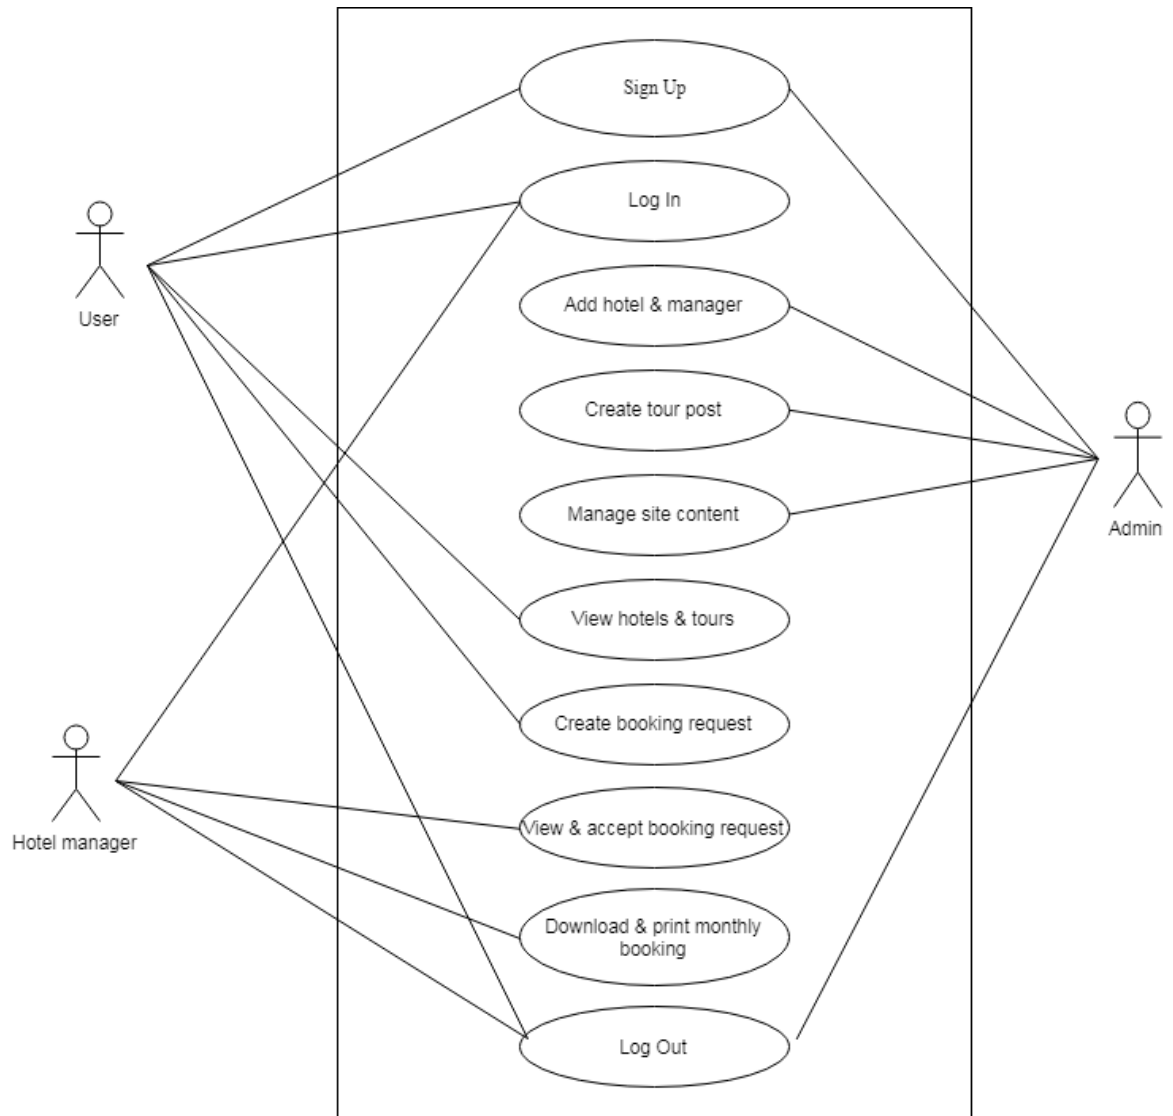 Sign Up
Log In
User
Add hotel & manager
Create tour post
Manage site content
Admin
View hotels & tours
Create booking request
Hotel manager
View & accept booking request
Download & print monthly
booking
Log Out